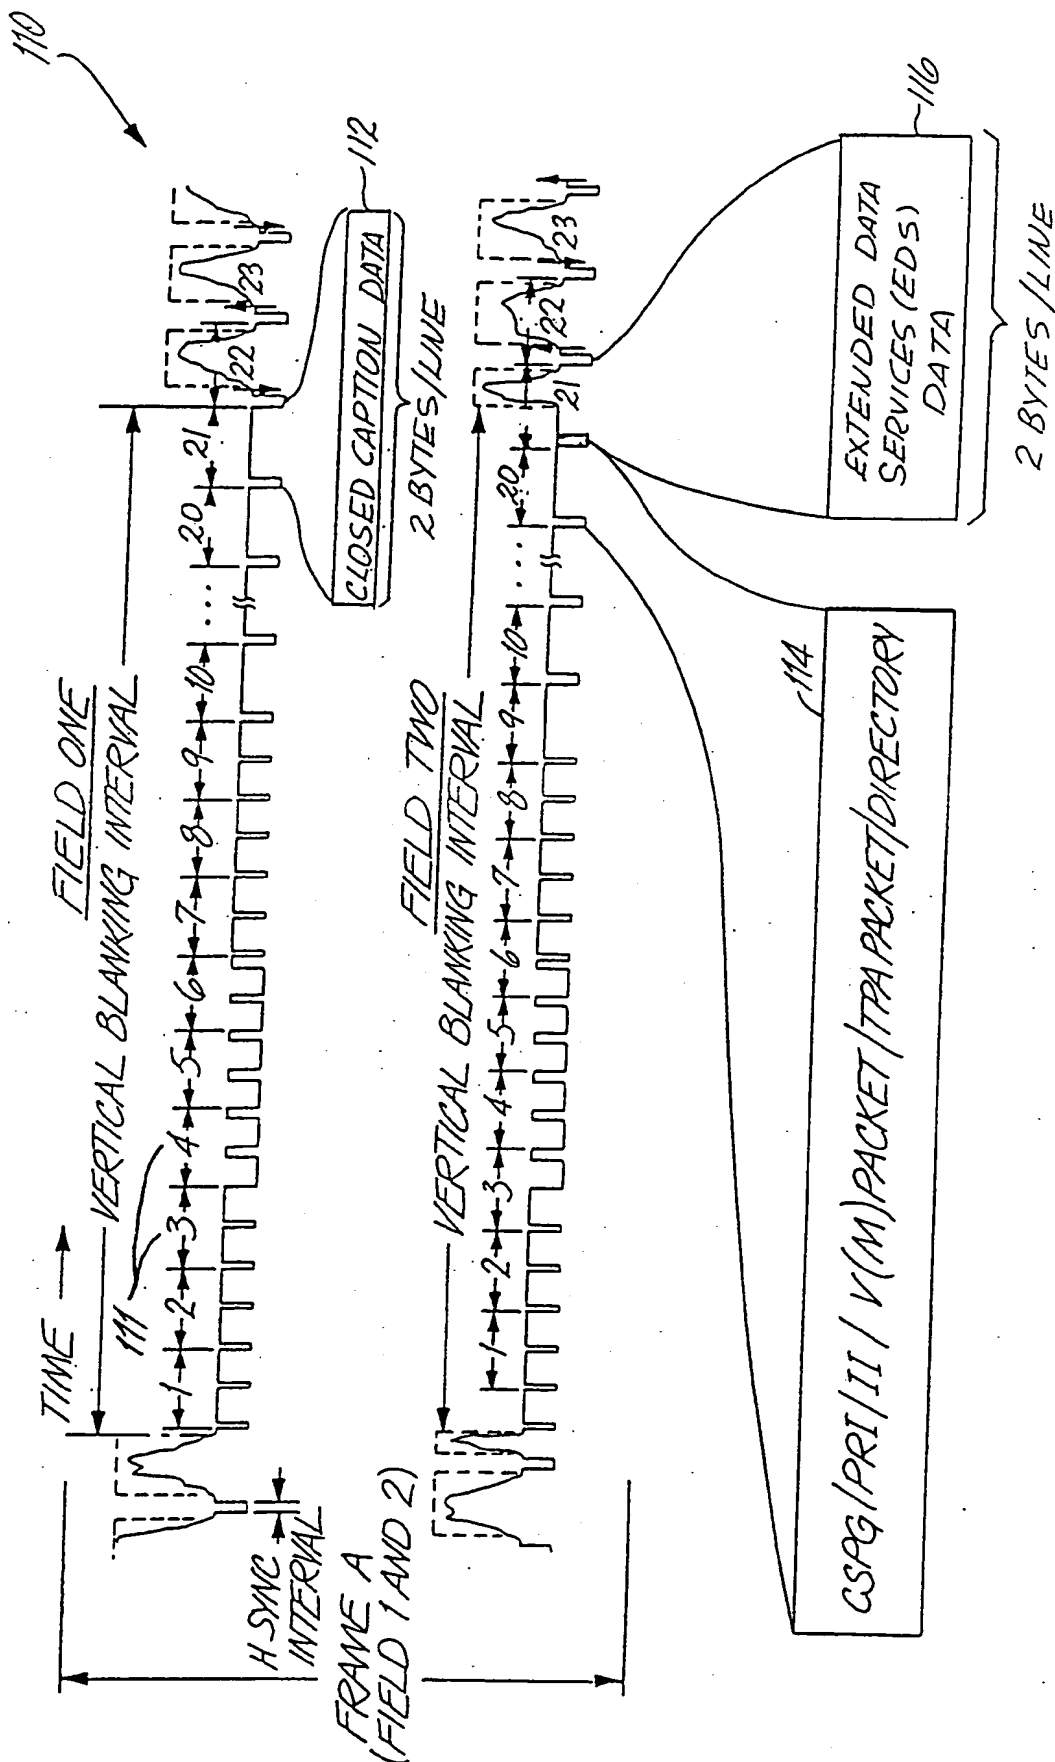 110
TIME
FIELD ONE
VERTICAL BLANKING INTERVAL
111
1 2 3 4 5 6 7 8 9 10 ... 20 21 22 23
H SYNC
INTERVAL
112
CLOSED CAPTION DATA
2 BYTES/LINE
FRAME A
(FIELD 1 AND 2)
FIELD TWO
VERTICAL BLANKING INTERVAL
1 2 3 4 5 6 7 8 9 10 ... 20 21 22 23
114
CSPG/PRI/II/V(M)PACKET/TPAPACKET/DIRECTORY
116
EXTENDED DATA
SERVICES (EDS)
DATA
2 BYTES/LINE